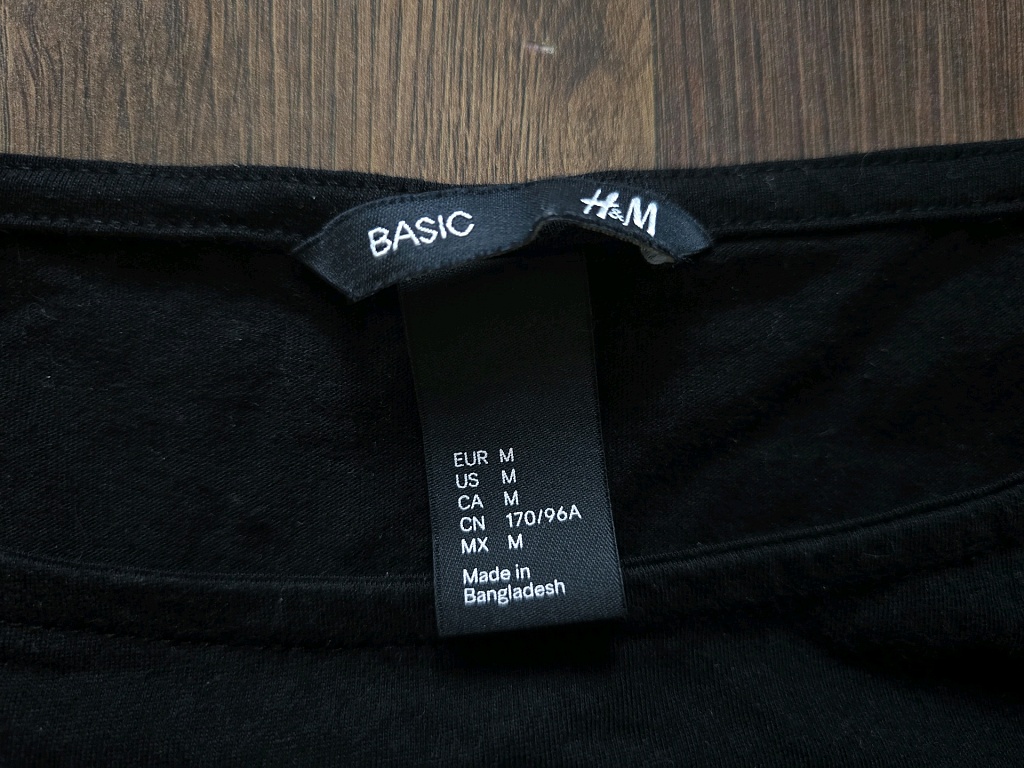 BASIC H&M
EUR M
US M
CA M
CN 170/96A
MX M
Made in
Bangladesh